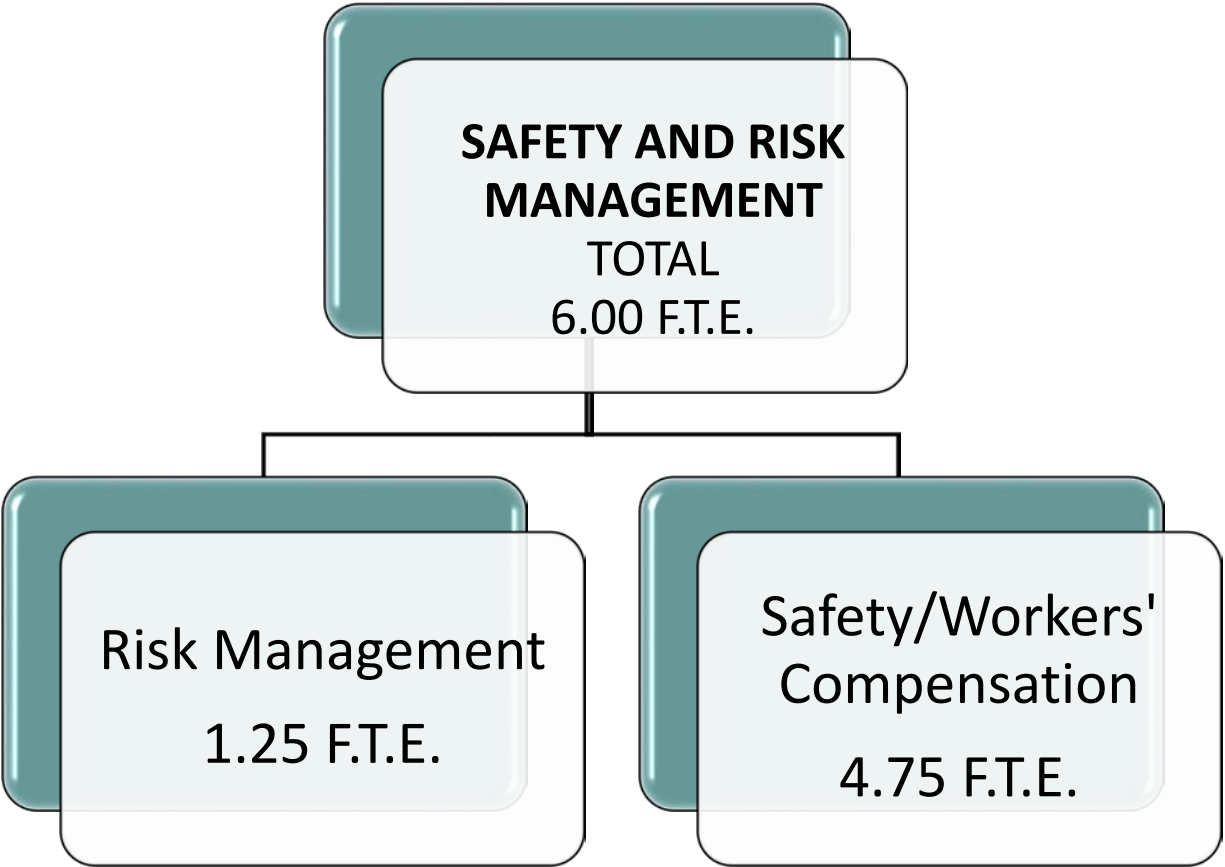 SAFETY AND RISK
MANAGEMENT
TOTAL
6.00 F.T.E.
Risk Management
1.25 F.T.E.
Safety/Workers'
Compensation
4.75 F.T.E.